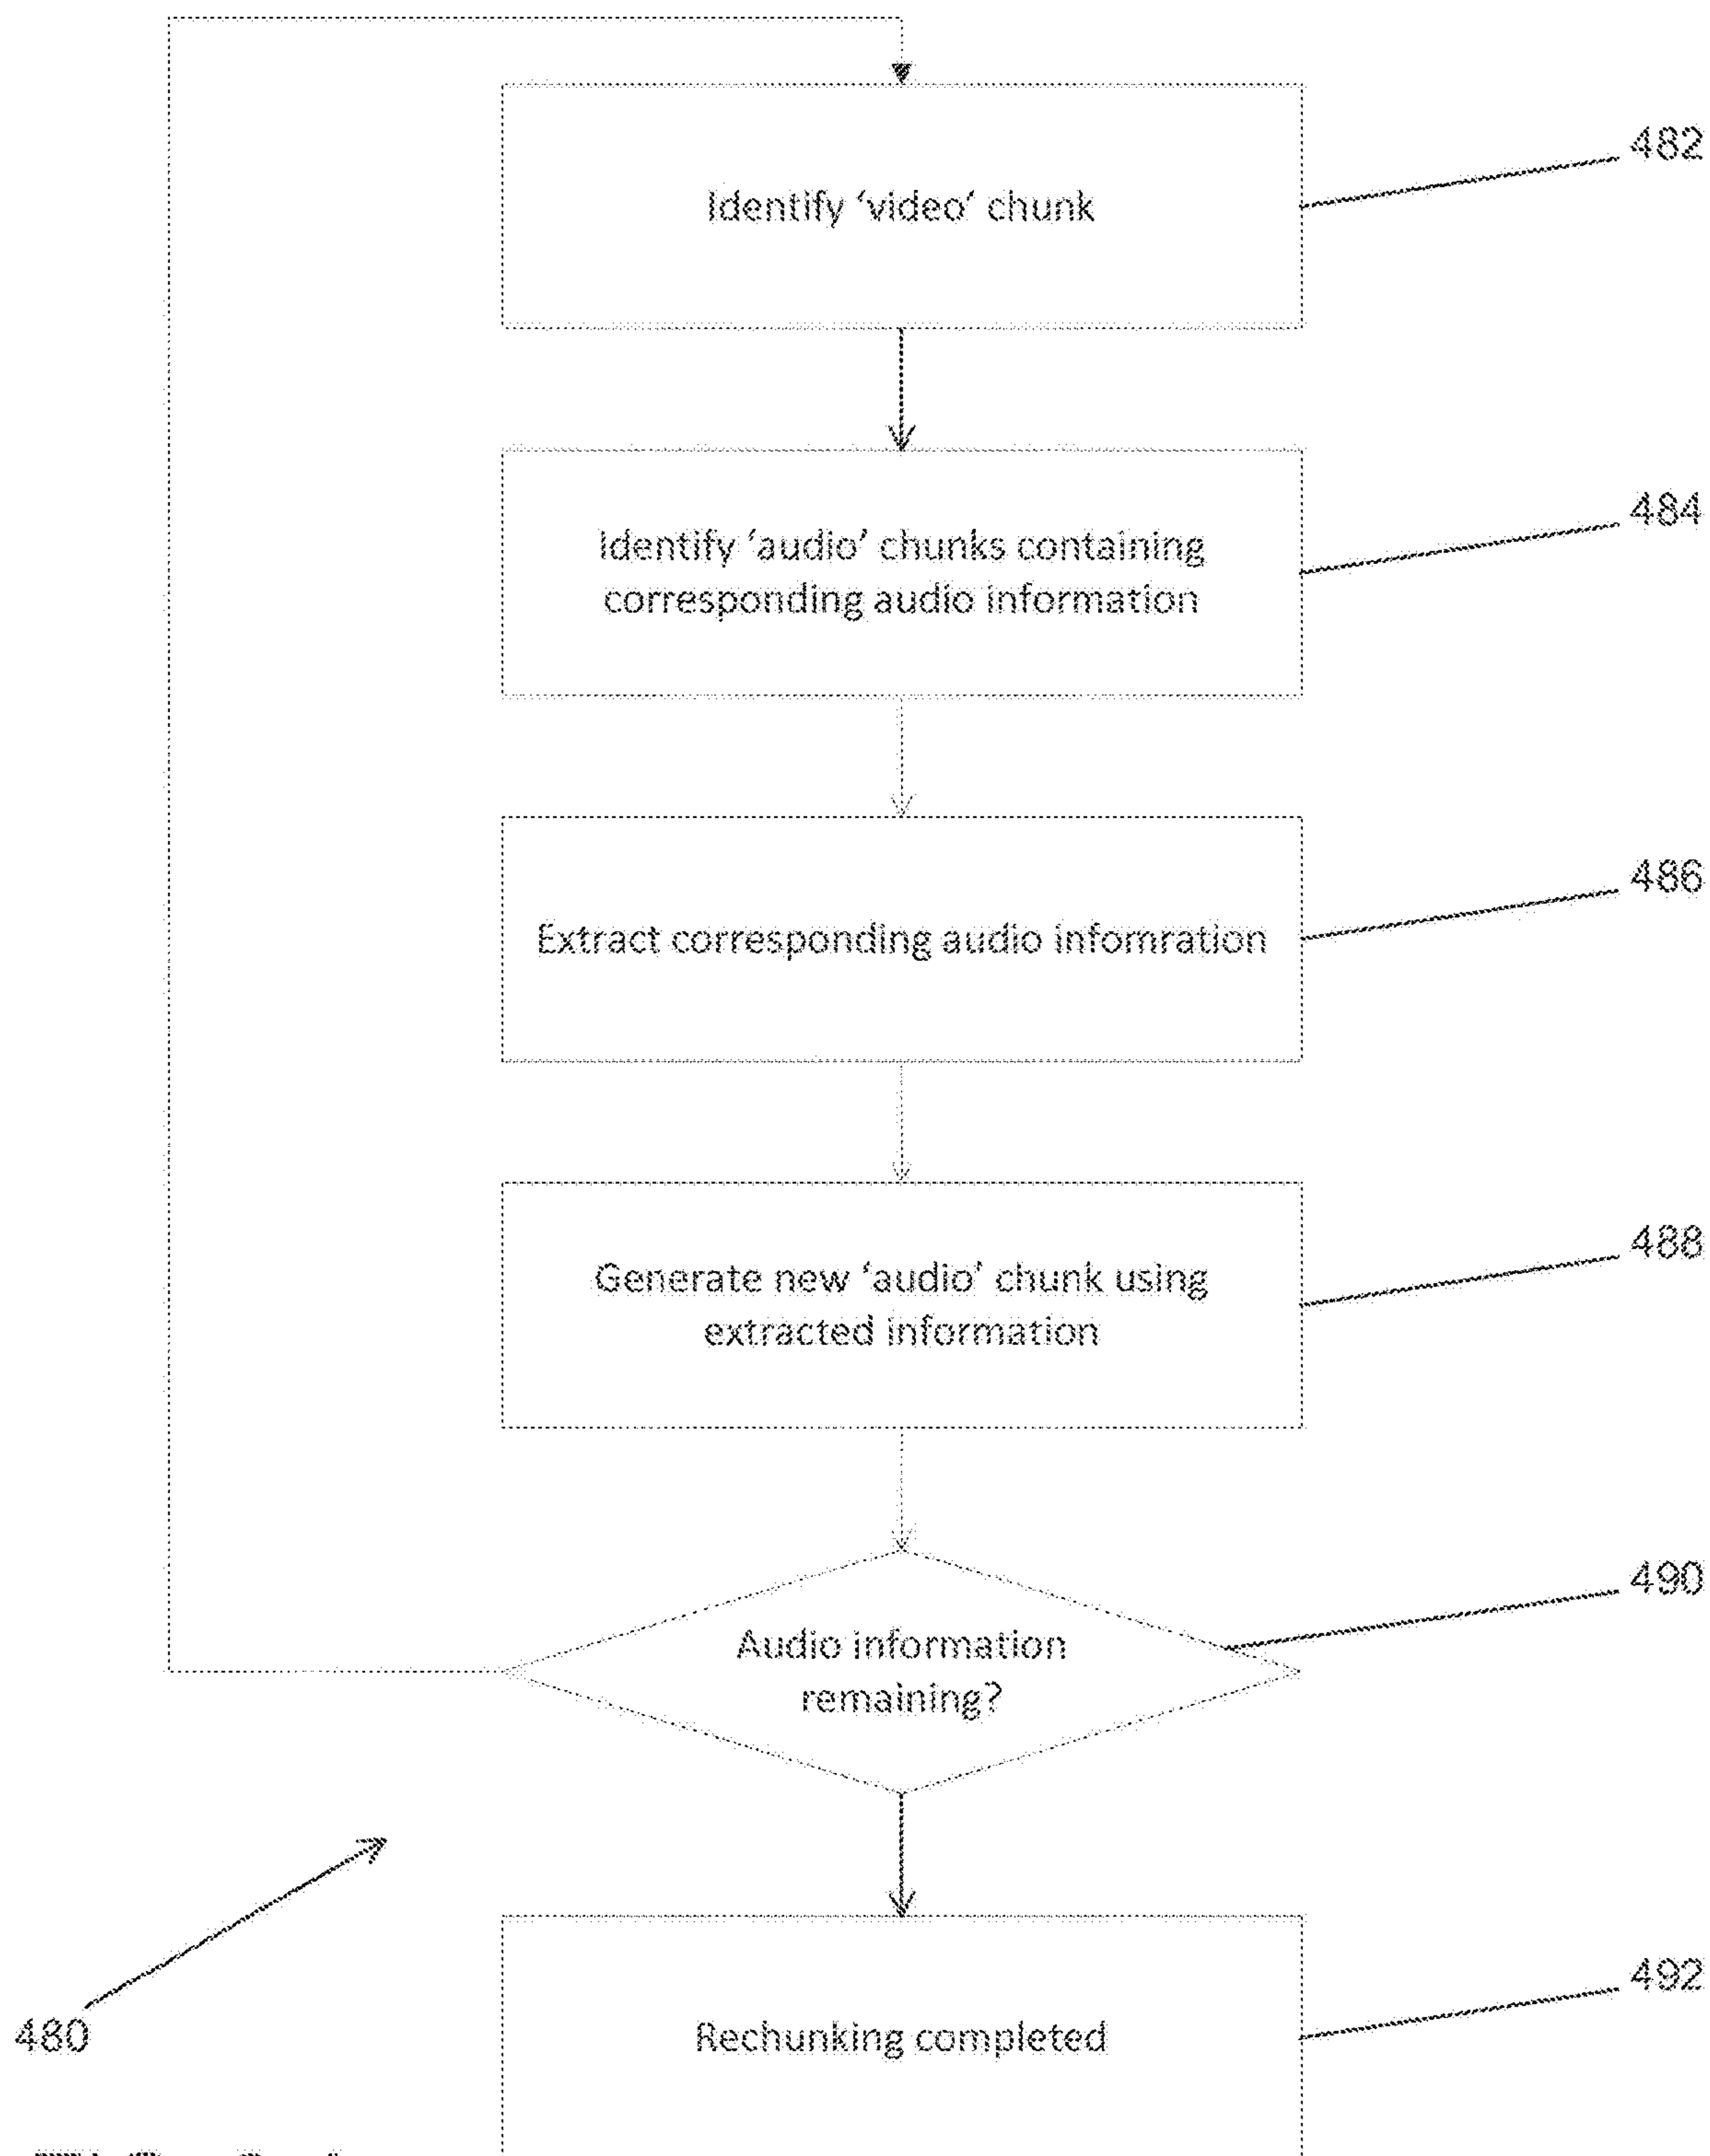 482
Identify ‘video’ chunk
484
Identify ‘audio’ chunks containing
corresponding audio information
486
Extract corresponding audio infomration
488
Generate new ‘audio’ chunk using
extracted information
490
Audio information
remaining?
492
480
Rechunking completed